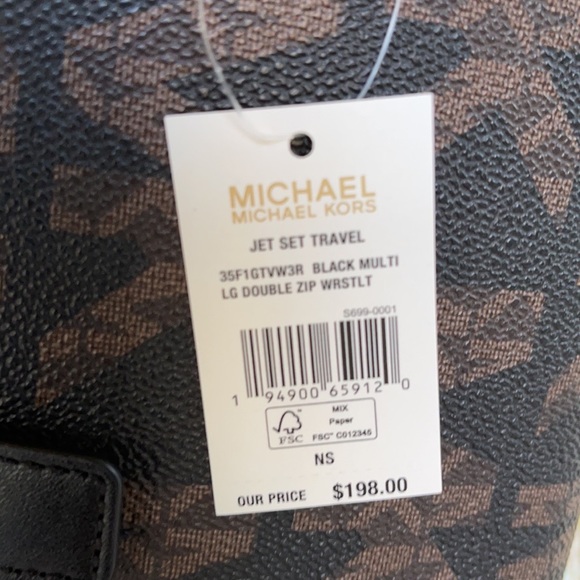 MICHAEL
MICHAEL KORS
JET SET TRAVEL
35F1GTVW3R BLACK MULTI
LG DOUBLE ZIP WRSTLT
S699-0001
1 94900 65912 0
FSC
MIX
Paper
FSC™ C012345
NS
OUR PRICE $198.00